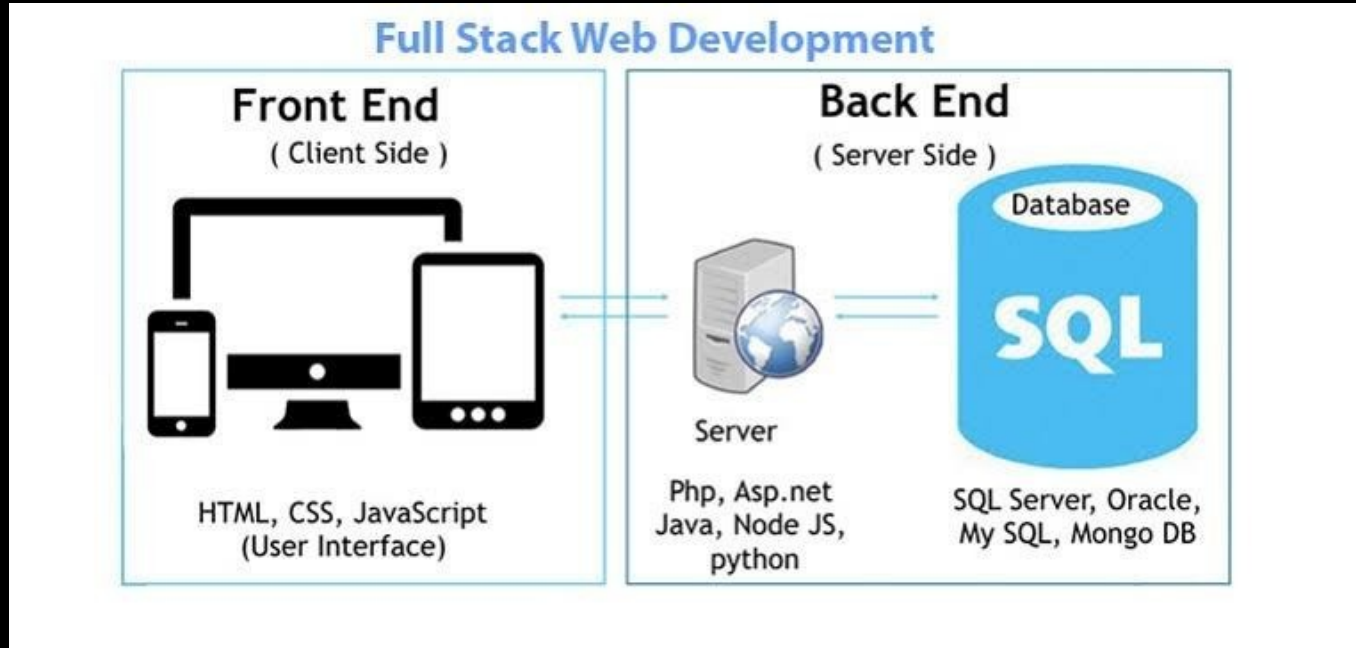 Full Stack Web Development
Front End
( Client Side )
HTML, CSS, JavaScript
(User Interface)
Back End
( Server Side )
Server
Php, Asp.net
Java, Node JS,
python
Database
SQL
SQL Server, Oracle,
My SQL, Mongo DB